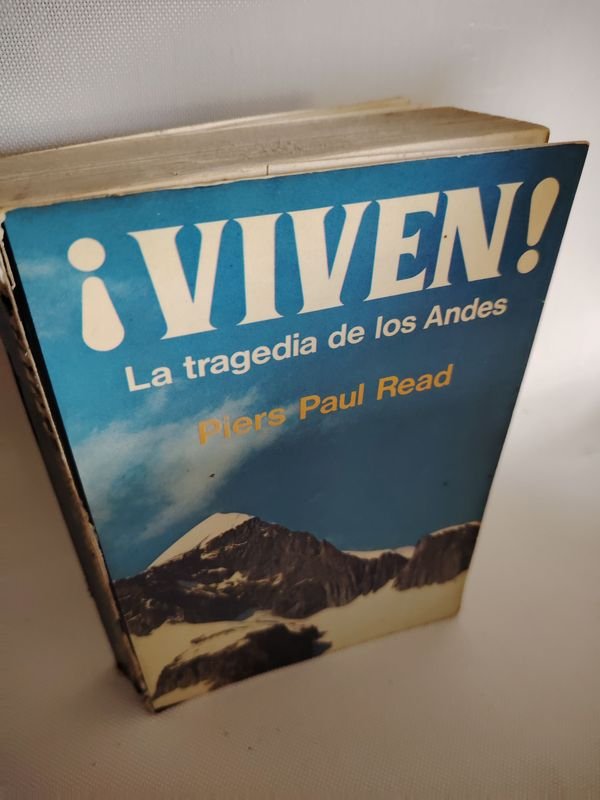 ¡VIVEN!
La tragedia de los Andes
Piers Paul Read